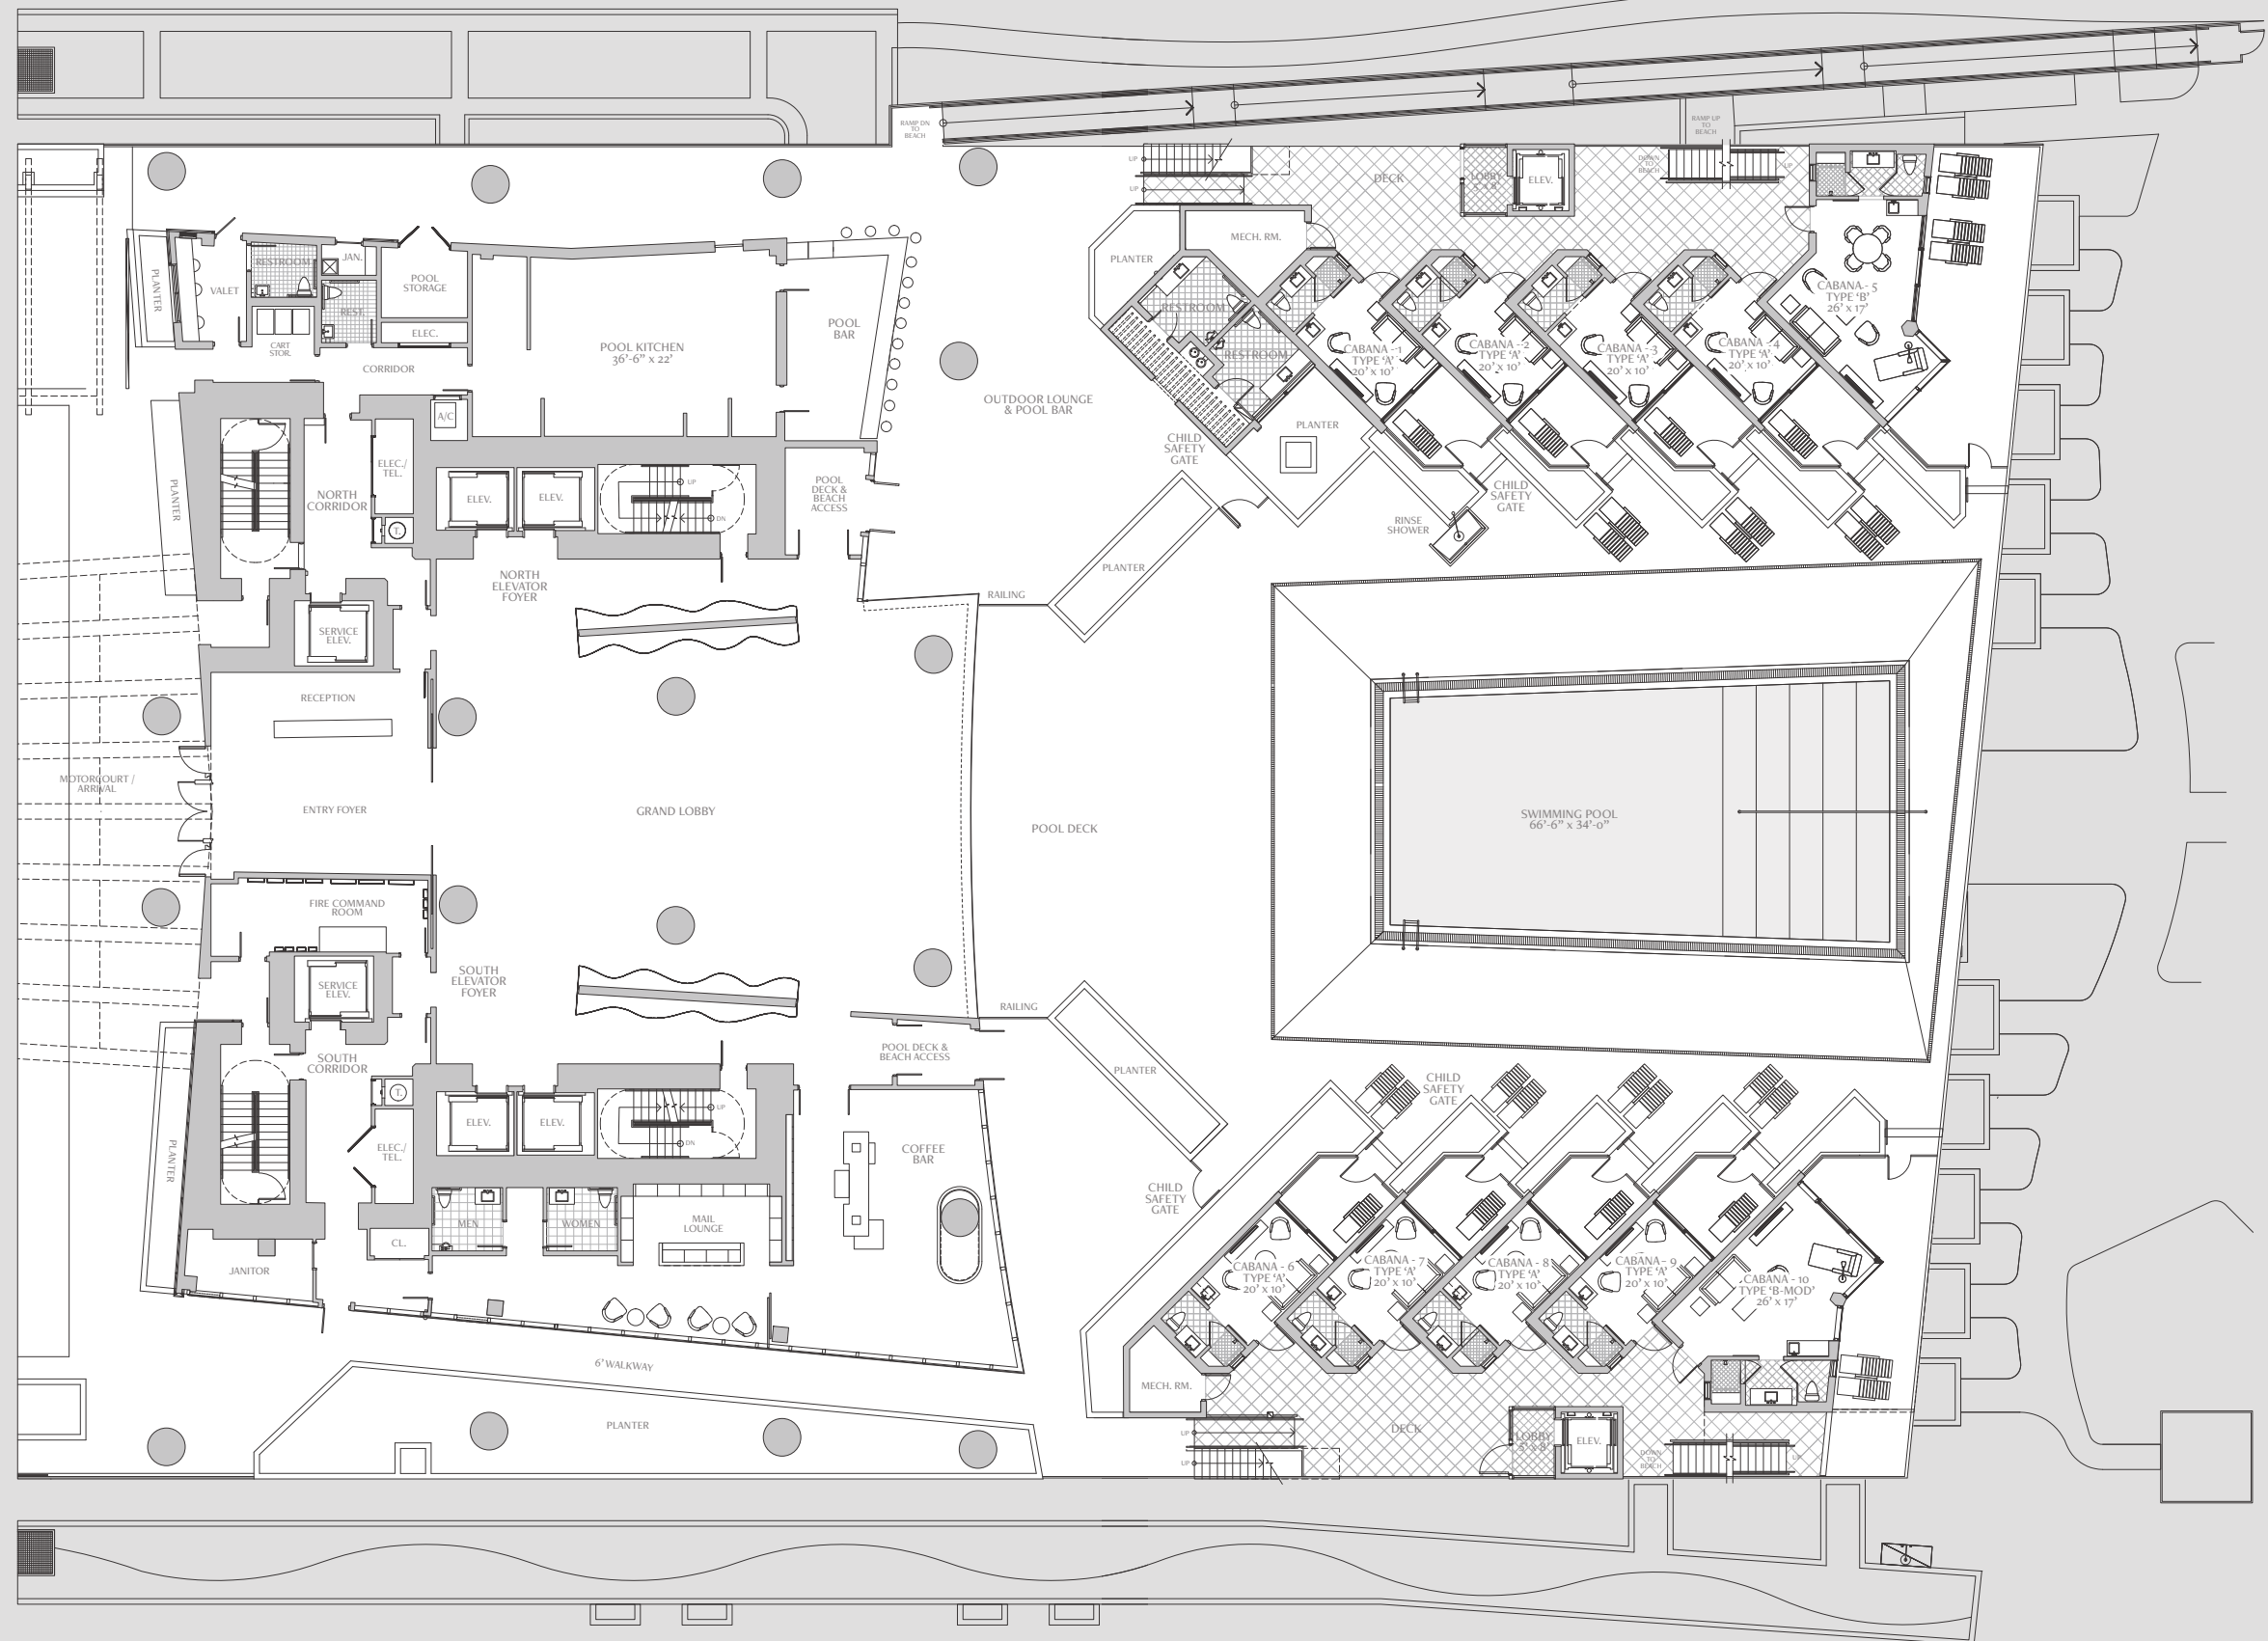 RAMP DN
TO
BEACH
RAMP UP
TO
BEACH
UP
UP
DECK
LOBBY
5' x 8'
ELEV.
DOWN
TO
BEACH
UP
MECH. RM.
PLANTER
RESTROOM
RESTROOM
PLANTER
CABANA - 1
TYPE ‘A’
20' x 10'
CABANA - 2
TYPE ‘A’
20' x 10'
CABANA - 3
TYPE ‘A’
20' x 10'
CABANA - 4
TYPE ‘A’
20' x 10'
CABANA - 5
TYPE ‘B’
26' x 17'
PLANTER
VALET
RESTROOM
JAN.
REST.
POOL
STORAGE
ELEC.
CART
STOR.
CORRIDOR
POOL KITCHEN
36'-6" x 22'
POOL
BAR
OUTDOOR LOUNGE
& POOL BAR
CHILD
SAFETY
GATE
CHILD
SAFETY
GATE
RINSE
SHOWER
A/C
PLANTER
NORTH
CORRIDOR
ELEC./
TEL.
T.
ELEV.
ELEV.
UP
DN
POOL
DECK &
BEACH
ACCESS
NORTH
ELEVATOR
FOYER
SERVICE
ELEV.
RAILING
PLANTER
RECEPTION
MOTORCOURT /
ARRIVAL
ENTRY FOYER
GRAND LOBBY
POOL DECK
SWIMMING POOL
66'-6" x 34'-0"
FIRE COMMAND
ROOM
SERVICE
ELEV.
SOUTH
ELEVATOR
FOYER
RAILING
POOL DECK &
BEACH ACCESS
PLANTER
CHILD
SAFETY
GATE
CHILD
SAFETY
GATE
SOUTH
CORRIDOR
T.
PLANTER
ELEC./
TEL.
ELEV.
ELEV.
UP
DN
COFFEE
BAR
MEN
WOMEN
MAIL
LOUNGE
CL.
JANITOR
6' WALKWAY
PLANTER
CABANA - 6
TYPE ‘A’
20' x 10'
CABANA - 7
TYPE ‘A’
20' x 10'
CABANA - 8
TYPE ‘A’
20' x 10'
CABANA - 9
TYPE ‘A’
20' x 10'
CABANA - 10
TYPE ‘B-MOD’
26' x 17'
MECH. RM.
UP
UP
DECK
LOBBY
5' x 8'
ELEV.
DOWN
TO
BEACH
UP